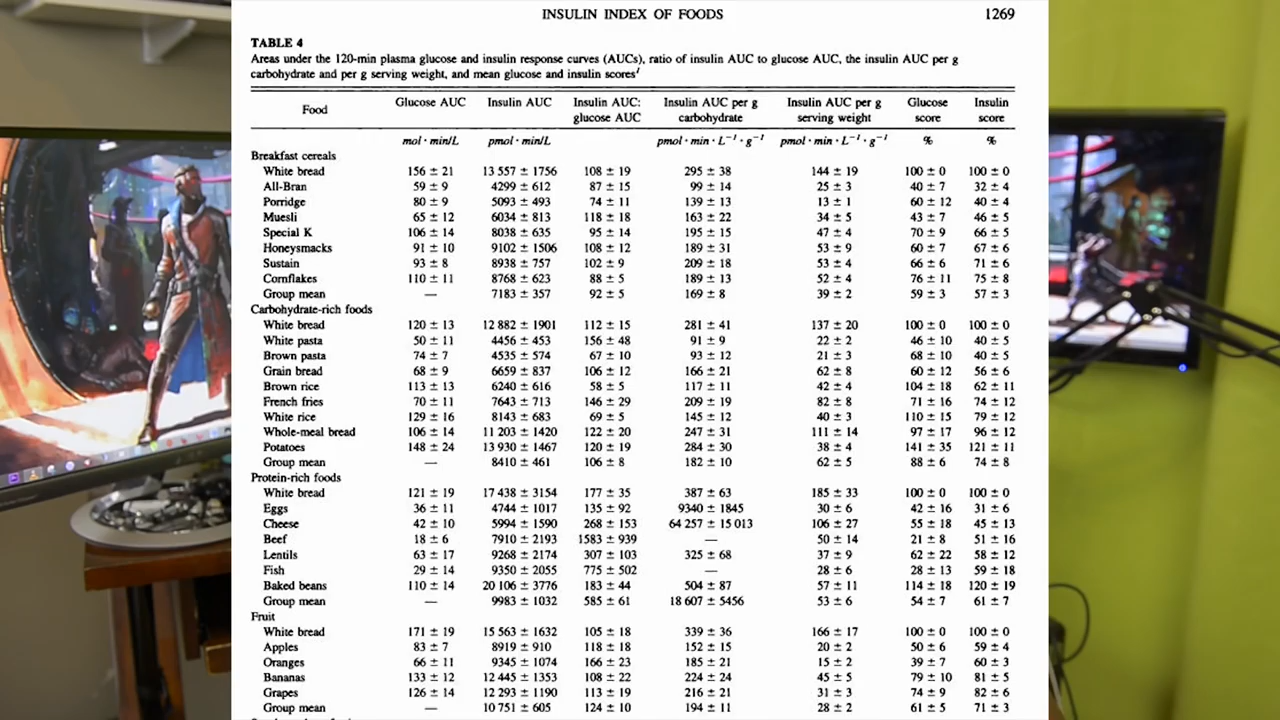 INSULIN INDEX OF FOODS 1269
TABLE 4
Areas under the 120-min plasma glucose and insulin response curves (AUCs), ratio of insulin AUC to glucose AUC, the insulin AUC per g
carbohydrate and per g serving weight, and mean glucose and insulin scores¹
Food Glucose AUC Insulin AUC Insulin AUC: glucose AUC Insulin AUC per g carbohydrate Insulin AUC per g serving weight Glucose score Insulin score
mol · min/L pmol · min/L pmol · min · L⁻¹ · g⁻¹ pmol · min · L⁻¹ · g⁻¹ % %
Breakfast cereals
White bread 156 ± 21 13 557 ± 1756 108 ± 19 295 ± 38 144 ± 19 100 ± 0 100 ± 0
All-Bran 59 ± 9 4299 ± 612 87 ± 15 99 ± 14 25 ± 3 40 ± 7 32 ± 4
Porridge 80 ± 9 5093 ± 493 74 ± 11 139 ± 13 13 ± 1 60 ± 12 40 ± 4
Muesli 65 ± 12 6034 ± 813 118 ± 18 163 ± 22 34 ± 5 43 ± 7 46 ± 5
Special K 106 ± 14 8038 ± 635 95 ± 14 195 ± 15 47 ± 4 70 ± 9 66 ± 5
Honeysmacks 91 ± 10 9102 ± 1506 108 ± 12 189 ± 31 53 ± 9 60 ± 7 67 ± 6
Sustain 93 ± 8 8938 ± 757 102 ± 9 209 ± 18 53 ± 4 66 ± 6 71 ± 6
Cornflakes 110 ± 11 8768 ± 623 88 ± 5 189 ± 13 52 ± 4 76 ± 11 75 ± 8
Group mean — 7183 ± 357 92 ± 5 169 ± 8 39 ± 2 59 ± 3 57 ± 3
Carbohydrate-rich foods
White bread 120 ± 13 12 882 ± 1901 112 ± 15 281 ± 41 137 ± 20 100 ± 0 100 ± 0
White pasta 50 ± 11 4456 ± 453 156 ± 48 91 ± 9 22 ± 2 46 ± 10 40 ± 5
Brown pasta 74 ± 7 4535 ± 574 67 ± 10 93 ± 12 21 ± 3 68 ± 10 40 ± 5
Grain bread 68 ± 9 6659 ± 837 106 ± 12 166 ± 21 62 ± 8 60 ± 12 56 ± 6
Brown rice 113 ± 13 6240 ± 616 58 ± 5 117 ± 11 42 ± 4 104 ± 18 62 ± 11
French fries 70 ± 11 7643 ± 713 146 ± 29 209 ± 19 82 ± 8 71 ± 16 74 ± 12
White rice 129 ± 16 8143 ± 683 69 ± 5 145 ± 12 40 ± 3 110 ± 15 79 ± 12
Whole-meal bread 106 ± 14 11 203 ± 1420 122 ± 20 247 ± 31 111 ± 14 97 ± 17 96 ± 12
Potatoes 148 ± 24 13 930 ± 1467 120 ± 19 284 ± 30 38 ± 4 141 ± 35 121 ± 11
Group mean — 8410 ± 461 106 ± 8 182 ± 10 62 ± 5 88 ± 6 74 ± 8
Protein-rich foods
White bread 121 ± 19 17 438 ± 3154 177 ± 35 387 ± 63 185 ± 33 100 ± 0 100 ± 0
Eggs 36 ± 11 4744 ± 1017 135 ± 92 9340 ± 1845 30 ± 6 42 ± 16 31 ± 6
Cheese 42 ± 10 5994 ± 1590 268 ± 153 64 257 ± 15 013 106 ± 27 55 ± 18 45 ± 13
Beef 18 ± 6 7910 ± 2193 1583 ± 939 — 50 ± 14 21 ± 8 51 ± 16
Lentils 63 ± 17 9268 ± 2174 307 ± 103 325 ± 68 37 ± 9 62 ± 22 58 ± 12
Fish 29 ± 14 9350 ± 2055 775 ± 502 — 28 ± 6 28 ± 13 59 ± 18
Baked beans 110 ± 14 20 106 ± 3776 183 ± 44 504 ± 87 57 ± 11 114 ± 18 120 ± 19
Group mean — 9983 ± 1032 585 ± 61 18 607 ± 5456 53 ± 6 54 ± 7 61 ± 7
Fruit
White bread 171 ± 19 15 563 ± 1632 105 ± 18 339 ± 36 166 ± 17 100 ± 0 100 ± 0
Apples 83 ± 7 8919 ± 910 118 ± 18 152 ± 15 20 ± 2 50 ± 6 59 ± 4
Oranges 66 ± 11 9345 ± 1074 166 ± 23 185 ± 21 15 ± 2 39 ± 7 60 ± 3
Bananas 133 ± 12 12 445 ± 1353 108 ± 22 224 ± 24 45 ± 5 79 ± 10 81 ± 5
Grapes 126 ± 14 12 293 ± 1190 113 ± 19 216 ± 21 31 ± 3 74 ± 9 82 ± 6
Group mean — 10 751 ± 605 124 ± 10 194 ± 11 28 ± 2 61 ± 5 71 ± 3